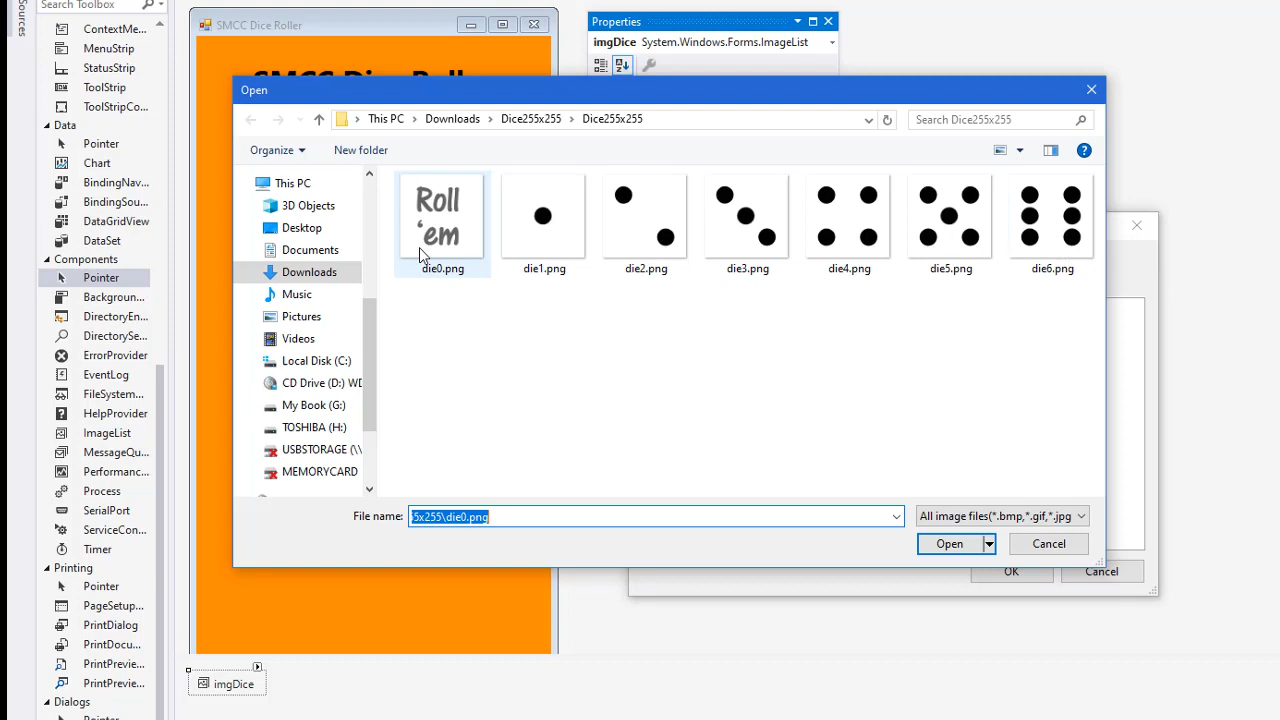 Sources
Search Toolbox
ContextMe...
MenuStrip
StatusStrip
ToolStrip
ToolStripCo...
Data
Pointer
Chart
BindingNav...
BindingSou...
DataGridView
DataSet
Components
Pointer
Backgroun...
DirectoryEn...
DirectorySe...
ErrorProvider
EventLog
FileSystem...
HelpProvider
ImageList
MessageQu...
Performanc...
Process
SerialPort
ServiceCon...
Timer
Printing
Pointer
PageSetup...
PrintDialog
PrintDocu...
PrintPrevie...
PrintPrevie...
Dialogs
Pointer
SMCC Dice Roller
SMCC Dice Roller
Properties
imgDice System.Windows.Forms.ImageList
Open
This PC > Downloads > Dice255x255 > Dice255x255
Search Dice255x255
Organize
New folder
This PC
3D Objects
Desktop
Documents
Downloads
Music
Pictures
Videos
Local Disk (C:)
CD Drive (D:) WD
My Book (G:)
TOSHIBA (H:)
USBSTORAGE (\\
MEMORYCARD
Roll
'em
die0.png
die1.png
die2.png
die3.png
die4.png
die5.png
die6.png
File name:
5x255\die0.png
All image files(*.bmp,*.gif,*.jpg
Open
Cancel
OK
Cancel
imgDice